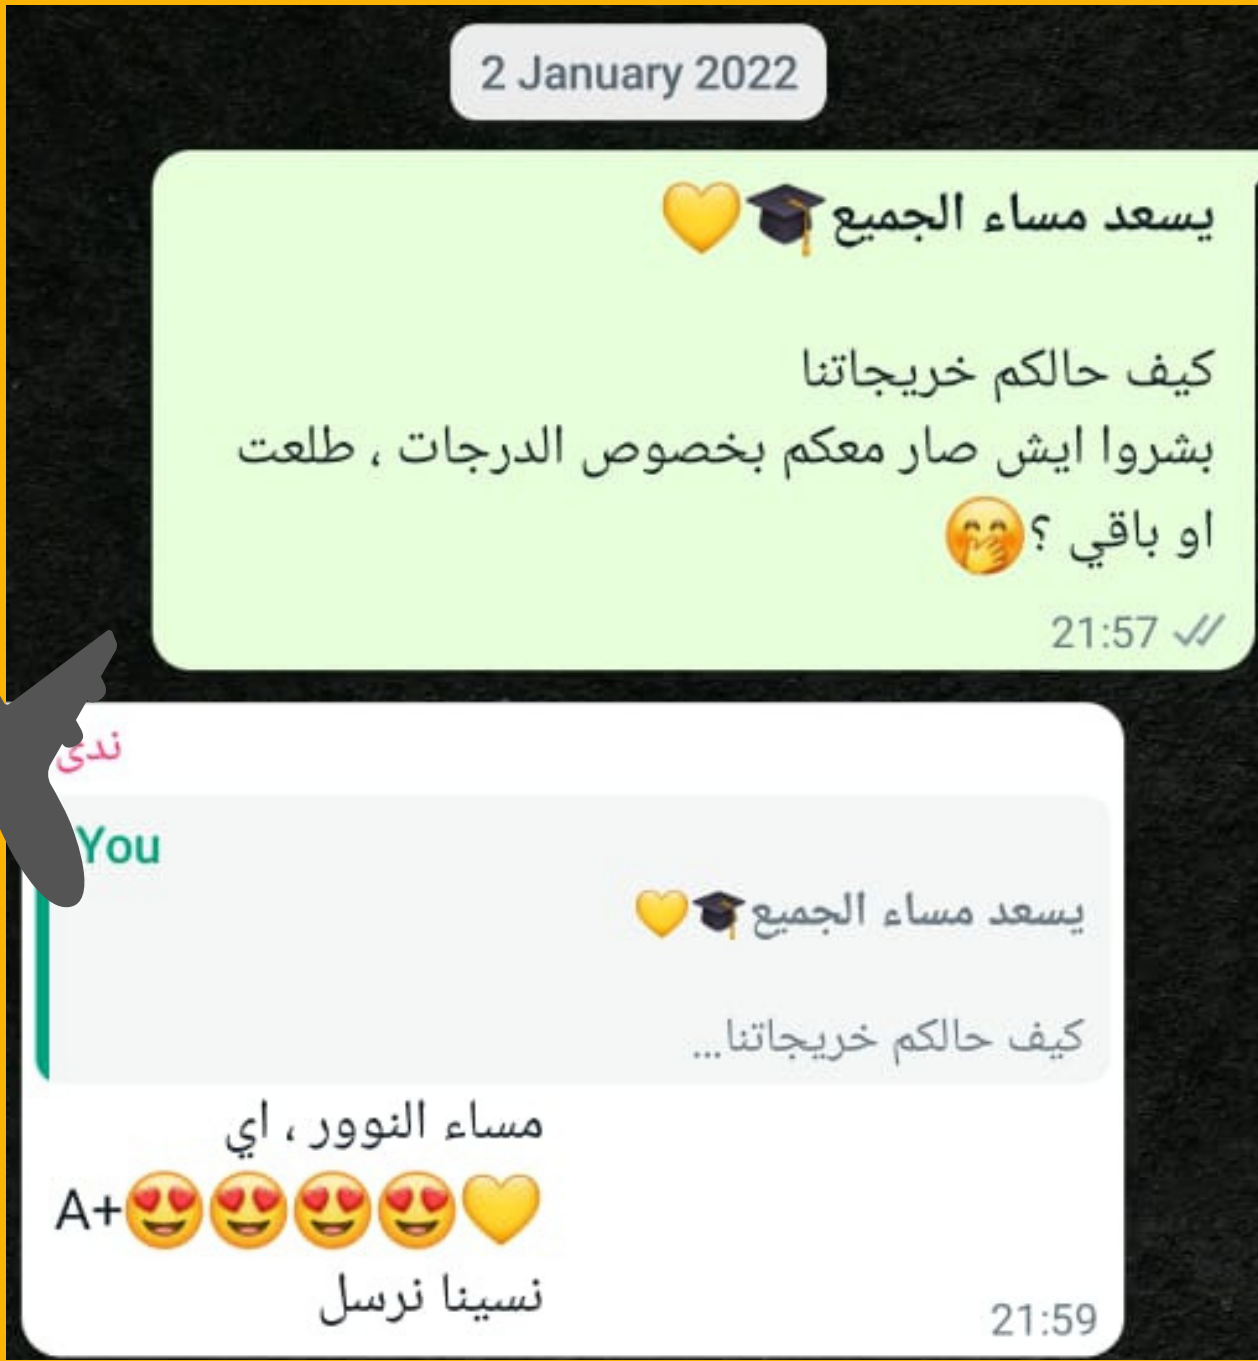 2 January 2022
يسعد مساء الجميع🎓💛
كيف حالكم خريجاتنا
بشروا ايش صار معكم بخصوص الدرجات ، طلعت
او باقي ؟🤭
21:57
ندى
You
يسعد مساء الجميع🎓💛
كيف حالكم خريجاتنا...
مساء النوور ، اي
💛😍😍😍😍A+
نسينا نرسل
21:59